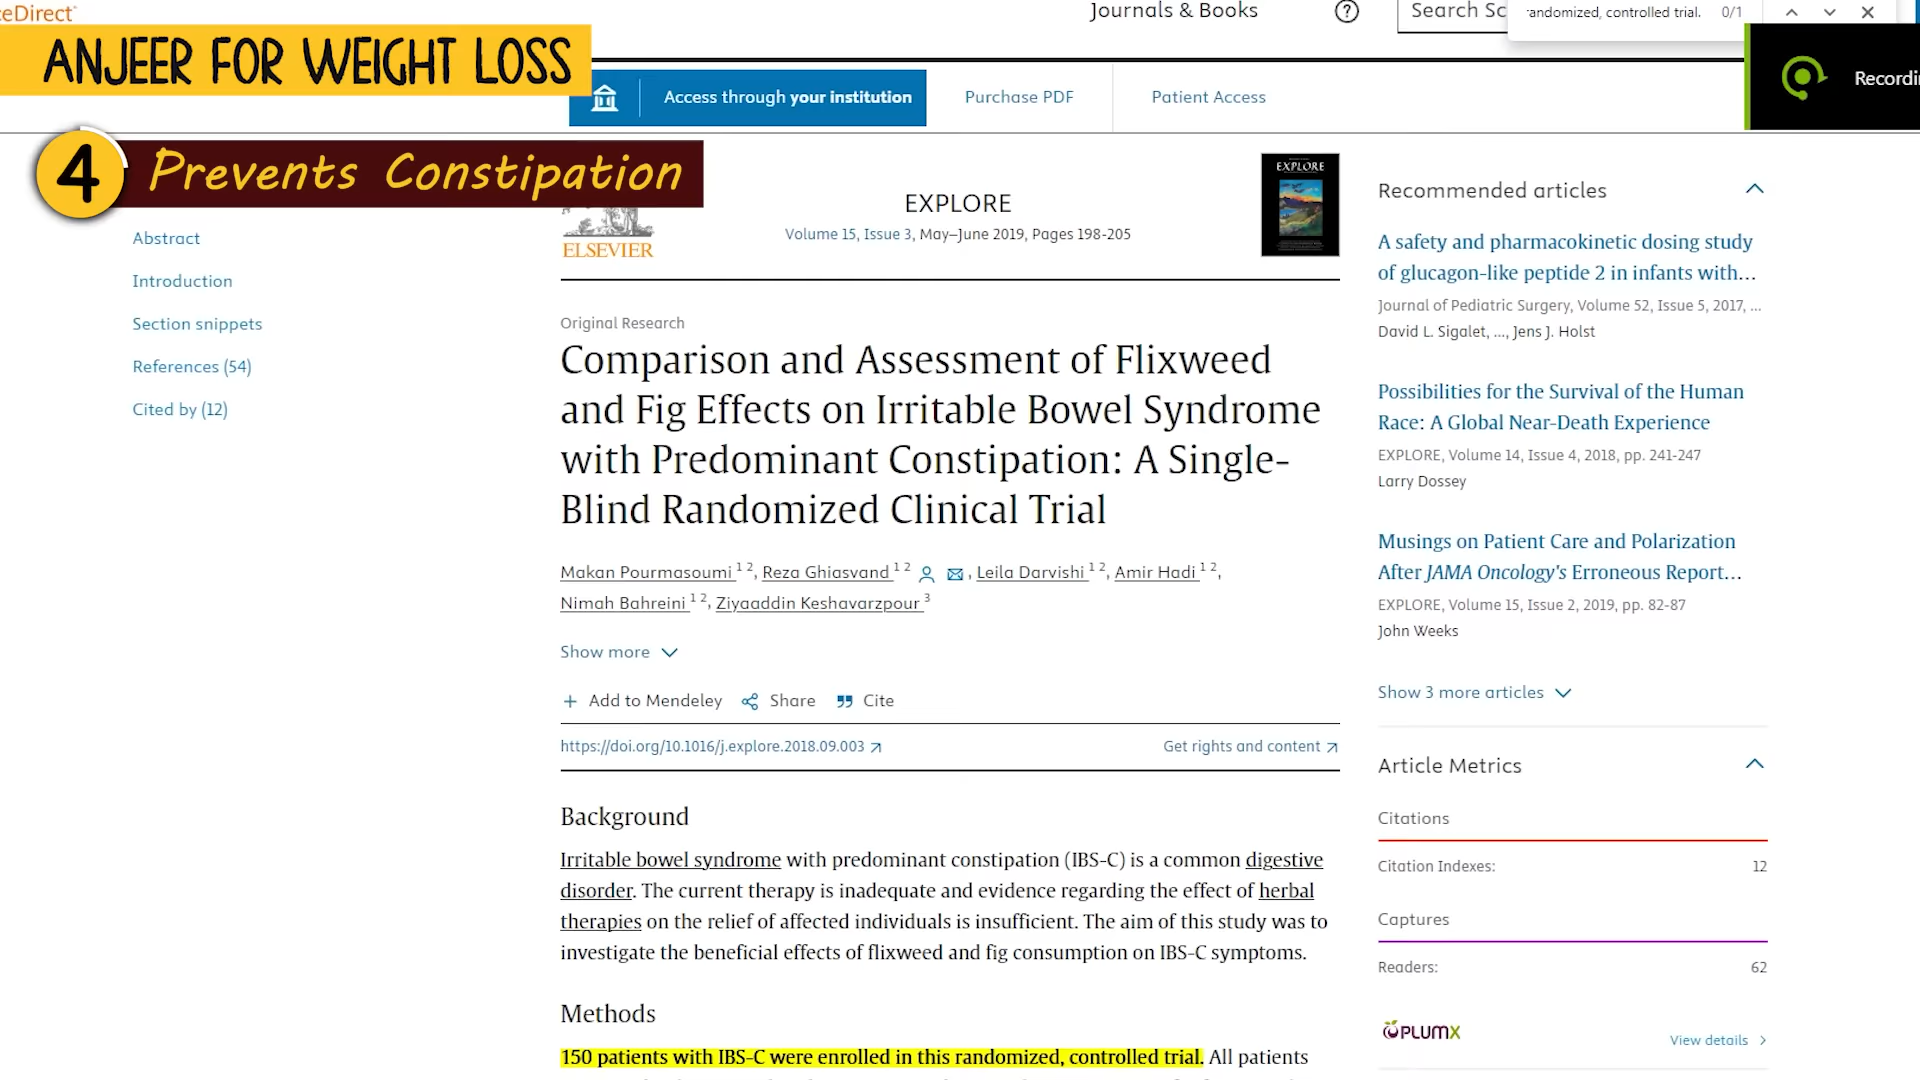 eDirect
Journals & Books
Search Sc
randomized, controlled trial.
0/1
ANJEER FOR WEIGHT LOSS
Access through your institution
Purchase PDF
Patient Access
Recordi
4 Prevents Constipation
Abstract
Introduction
Section snippets
References (54)
Cited by (12)
ELSEVIER
EXPLORE
Volume 15, Issue 3, May–June 2019, Pages 198-205
EXPLORE
Original Research
Comparison and Assessment of Flixweed
and Fig Effects on Irritable Bowel Syndrome
with Predominant Constipation: A Single-
Blind Randomized Clinical Trial
Makan Pourmasoumi 1 2, Reza Ghiasvand 1 2, Leila Darvishi 1 2, Amir Hadi 1 2,
Nimah Bahreini 1 2, Ziyaaddin Keshavarzpour 3
Show more
+ Add to Mendeley Share Cite
https://doi.org/10.1016/j.explore.2018.09.003
Get rights and content
Background
Irritable bowel syndrome with predominant constipation (IBS-C) is a common digestive
disorder. The current therapy is inadequate and evidence regarding the effect of herbal
therapies on the relief of affected individuals is insufficient. The aim of this study was to
investigate the beneficial effects of flixweed and fig consumption on IBS-C symptoms.
Methods
150 patients with IBS-C were enrolled in this randomized, controlled trial. All patients
Recommended articles
A safety and pharmacokinetic dosing study
of glucagon-like peptide 2 in infants with...
Journal of Pediatric Surgery, Volume 52, Issue 5, 2017, ...
David L. Sigalet, ..., Jens J. Holst
Possibilities for the Survival of the Human
Race: A Global Near-Death Experience
EXPLORE, Volume 14, Issue 4, 2018, pp. 241-247
Larry Dossey
Musings on Patient Care and Polarization
After JAMA Oncology's Erroneous Report...
EXPLORE, Volume 15, Issue 2, 2019, pp. 82-87
John Weeks
Show 3 more articles
Article Metrics
Citations
Citation Indexes: 12
Captures
Readers: 62
PLUMX
View details